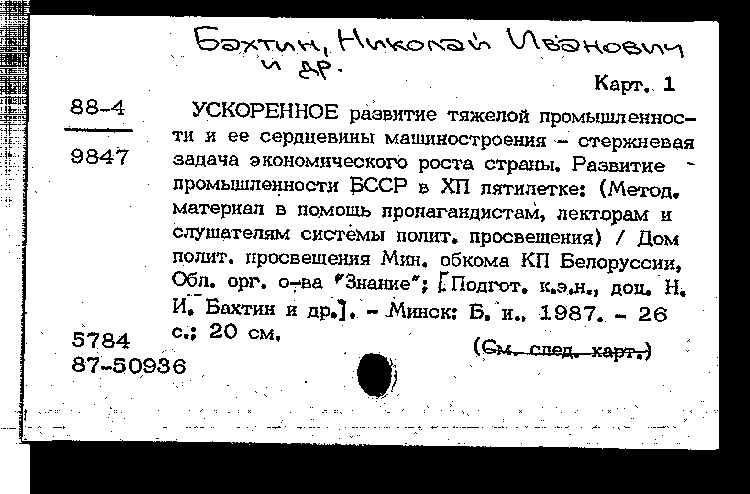 Бахтин, Николай Иванович
и др.
Карт. 1
88-4
9847
УСКОРЕННОЕ развитие тяжелой промышленнос-
ти и ее сердцевины машиностроения - стержневая
задача экономического роста страны. Развитие
промышленности БССР в ХП пятилетке: (Метод.
материал в помощь пропагандистам, лекторам и
слушателям системы полит. просвещения) / Дом
полит. просвещения Мин. обкома КП Белоруссии,
Обл. орг. о-ва "Знание"; [Подгот. к.э.н., доц. Н.
И. Бахтин и др.]. - Минск: Б. и., 1987. - 26
с.; 20 см.
(См. след. карт.)
5784
87-50936